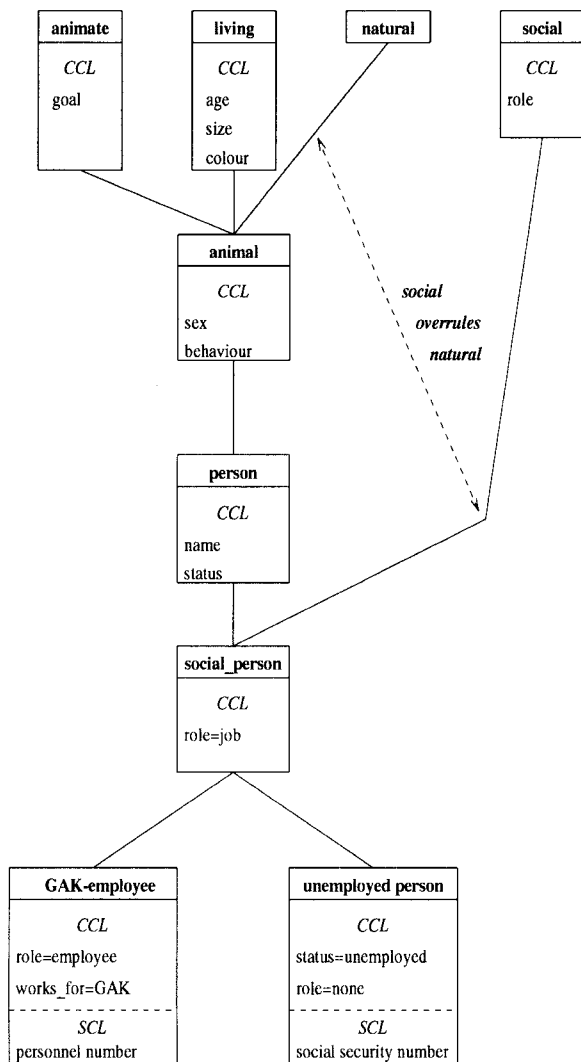 animate
CCL
goal
living
CCL
age
size
colour
natural
social
CCL
role
animal
CCL
sex
behaviour
social
overrules
natural
person
CCL
name
status
social_person
CCL
role=job
GAK-employee
CCL
role=employee
works_for=GAK
SCL
personnel number
unemployed person
CCL
status=unemployed
role=none
SCL
social security number